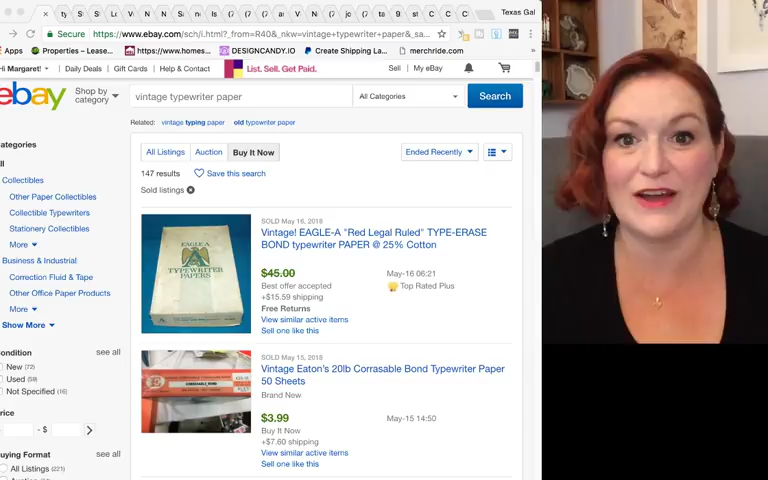 Texas Gal
Secure
https://www.ebay.com/sch/i.html?_from=R40&_nkw=vintage+typewriter+paper&_sa...
Apps
Properties – Lease...
https://www.homes...
DESIGNCANDY.IO
Create Shipping La...
merchride.com
Hi Margaret!
Daily Deals
Gift Cards
Help & Contact
List. Sell. Get Paid.
Sell
My eBay
ebay
Shop by
category
vintage typewriter paper
All Categories
Search
Related:
vintage typing paper
old typewriter paper
ategories
ll
Collectibles
Other Paper Collectibles
Collectible Typewriters
Stationery Collectibles
More
Business & Industrial
Correction Fluid & Tape
Other Office Paper Products
More
Show More
ondition
see all
New (72)
Used (59)
Not Specified (16)
rice
- $
uying Format
see all
All Listings (221)
All Listings
Auction
Buy It Now
Ended Recently
147 results
Save this search
Sold listings
EAGLE A
TYPEWRITER
PAPERS
SOLD May 16, 2018
Vintage! EAGLE-A "Red Legal Ruled" TYPE-ERASE
BOND typewriter PAPER @ 25% Cotton
$45.00
May-16 06:21
Best offer accepted
Top Rated Plus
+$15.59 shipping
Free Returns
View similar active items
Sell one like this
SOLD May 15, 2018
Vintage Eaton's 20lb Corrasable Bond Typewriter Paper
50 Sheets
Brand New
$3.99
May-15 14:50
Buy It Now
+$7.60 shipping
View similar active items
Sell one like this